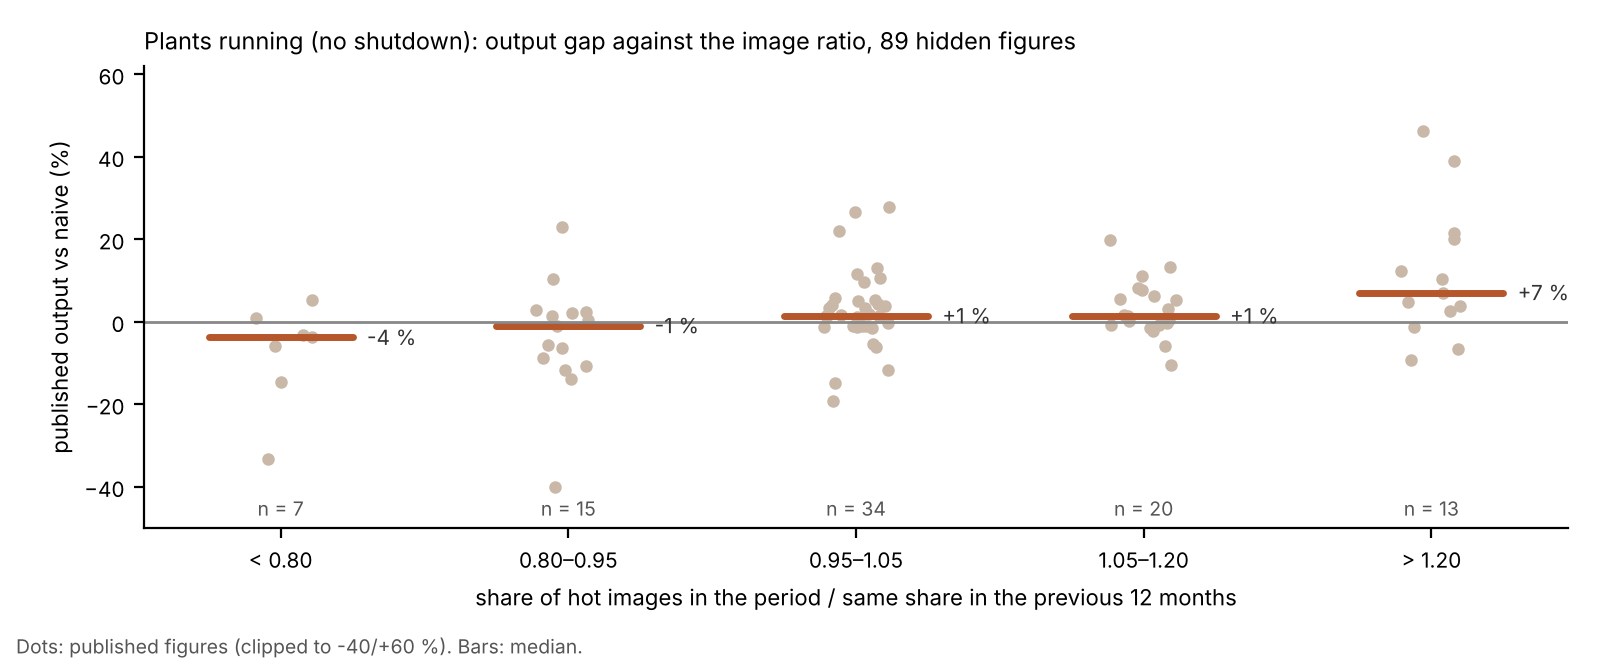 Plants running (no shutdown): output gap against the image ratio, 89 hidden figures
published output vs naive (%)
60
40
20
0
−20
−40
-4 %
-1 %
+1 %
+1 %
+7 %
n = 7
n = 15
n = 34
n = 20
n = 13
< 0.80
0.80–0.95
0.95–1.05
1.05–1.20
> 1.20
share of hot images in the period / same share in the previous 12 months
Dots: published figures (clipped to -40/+60 %). Bars: median.